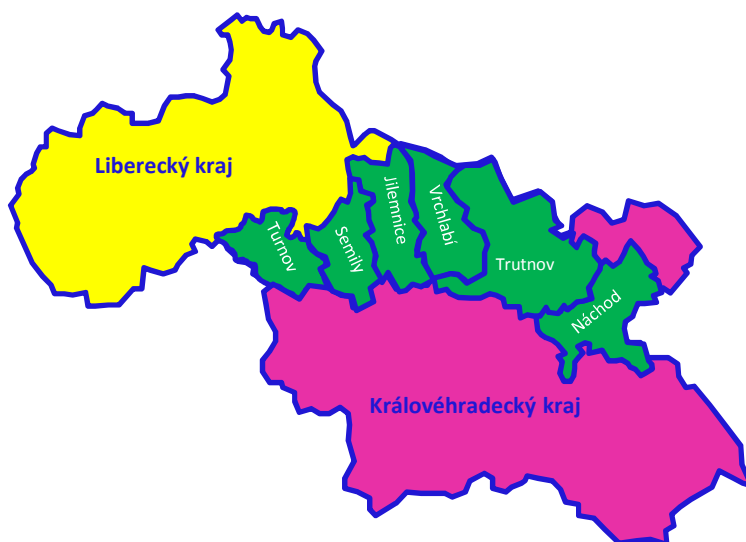 Liberecký kraj
Turnov
Semily
Jilemnice
Vrchlabí
Trutnov
Náchod
Královéhradecký kraj